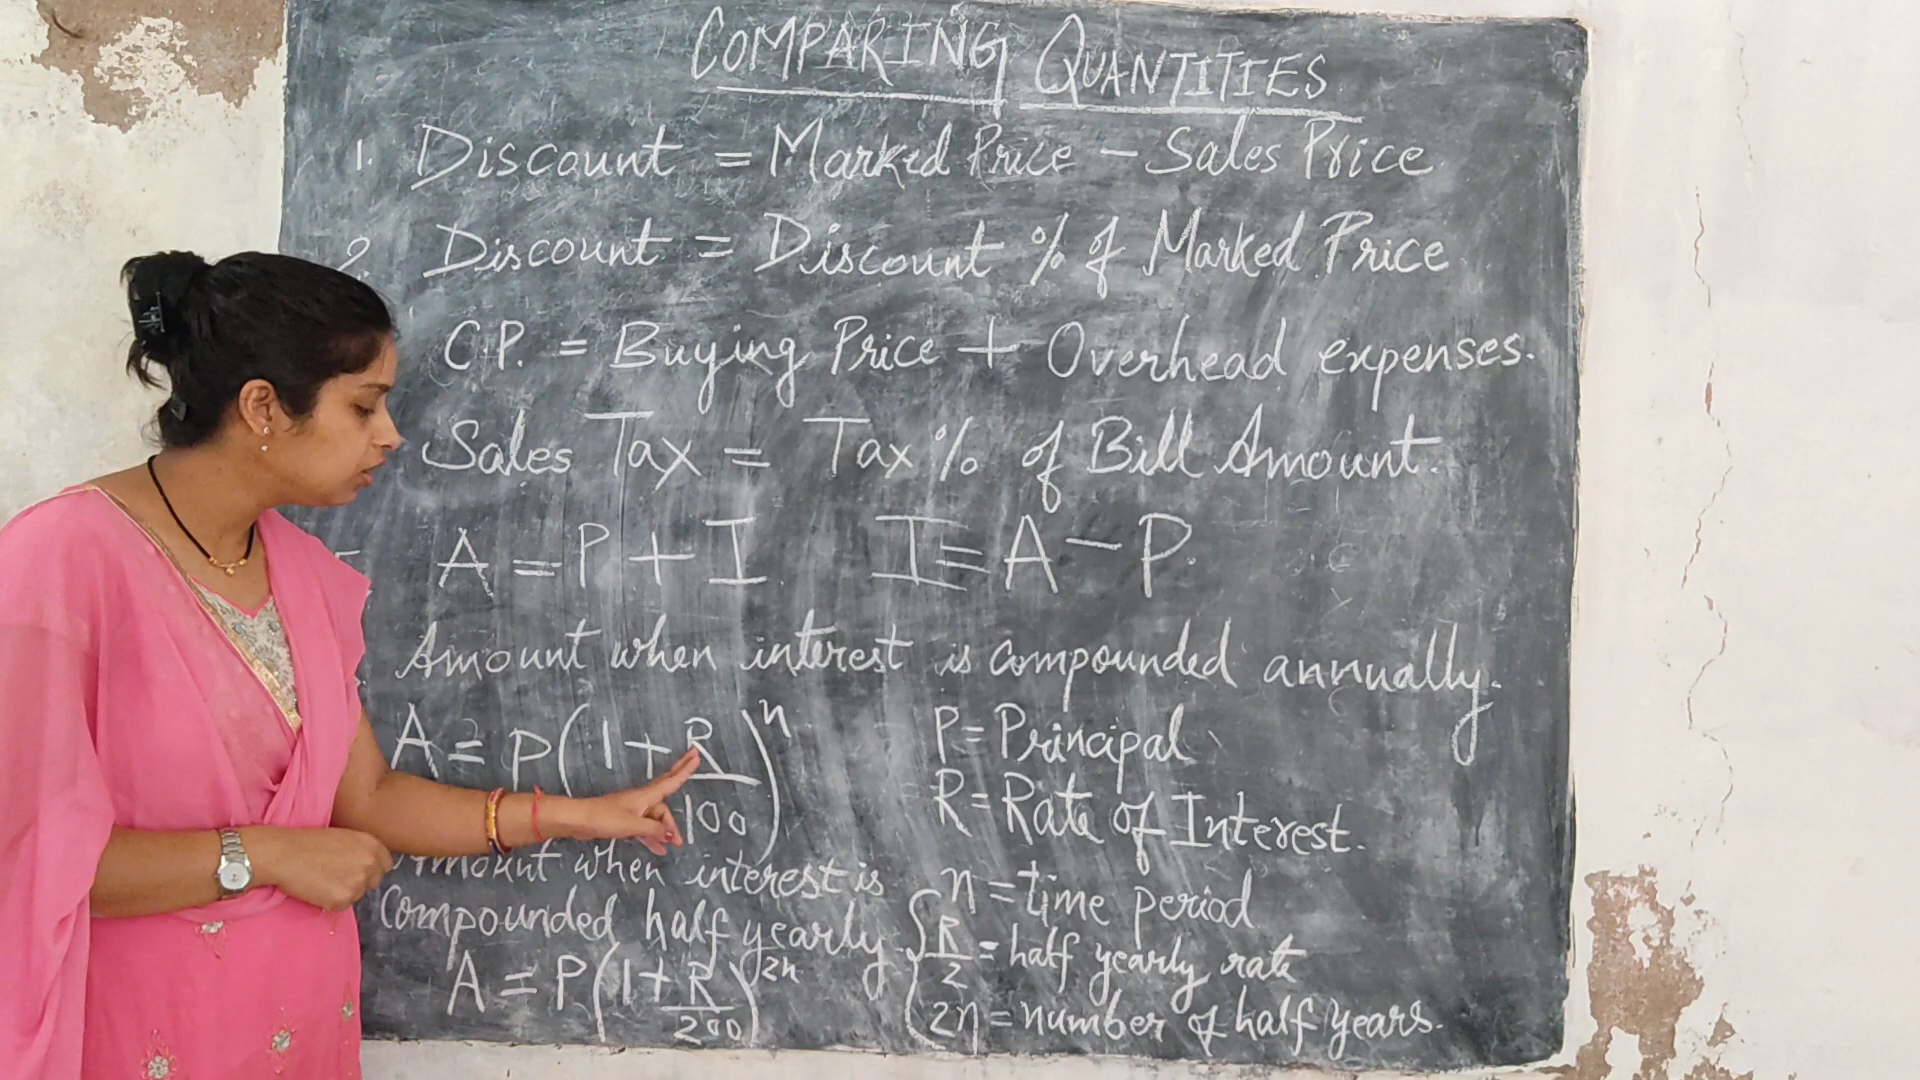 COMPARING QUANTITIES
1. Discount = Marked Price - Sales Price
2. Discount = Discount % of Marked Price
C.P. = Buying Price + Overhead expenses.
Sales Tax = Tax % of Bill Amount.
A = P + I I = A - P.
Amount when interest is compounded annually.
A = P(1 + R/100)^n
P = Principal
R = Rate of Interest.
n = time period
Amount when interest is
Compounded half yearly
A = P(1 + R/200)^2n
R/2 = half yearly rate
2n = number of half years.